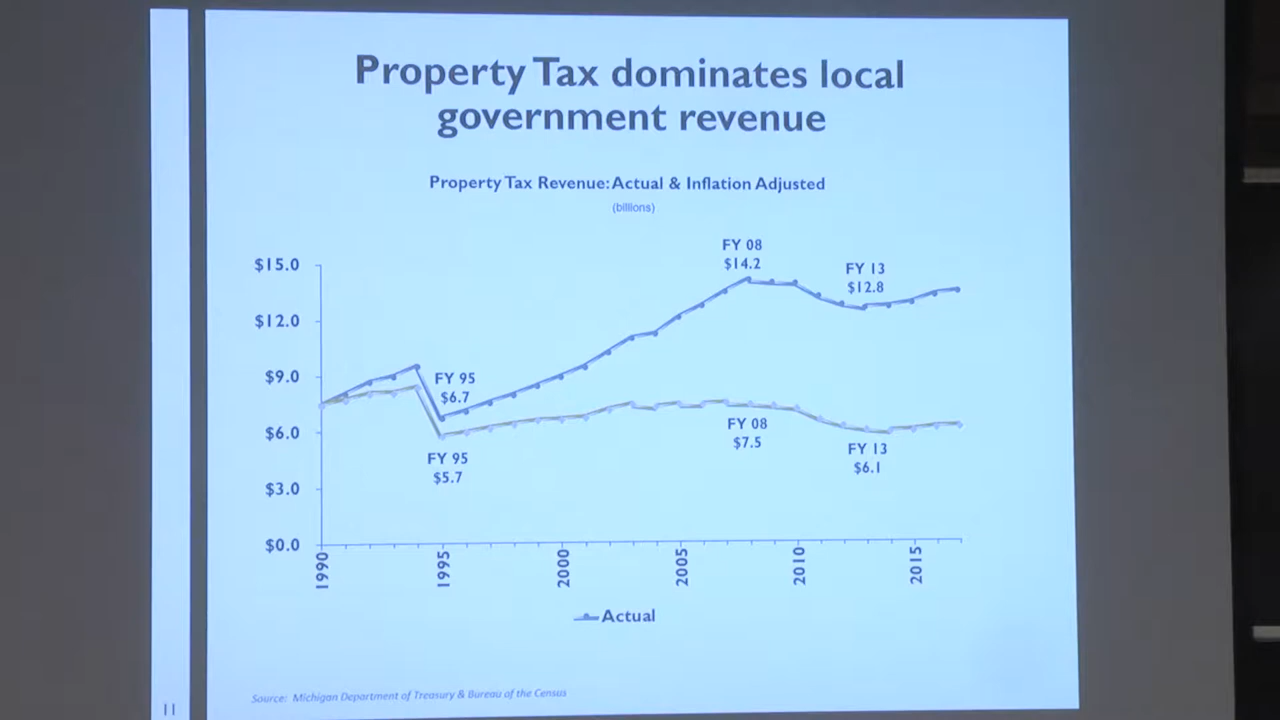 Property Tax dominates local
government revenue
Property Tax Revenue: Actual & Inflation Adjusted
(billions)
FY 08
$14.2
FY 13
$12.8
$15.0
$12.0
$9.0
$6.0
$3.0
$0.0
FY 95
$6.7
FY 95
$5.7
FY 08
$7.5
FY 13
$6.1
1990
1995
2000
2005
2010
2015
Actual
Source: Michigan Department of Treasury & Bureau of the Census
11